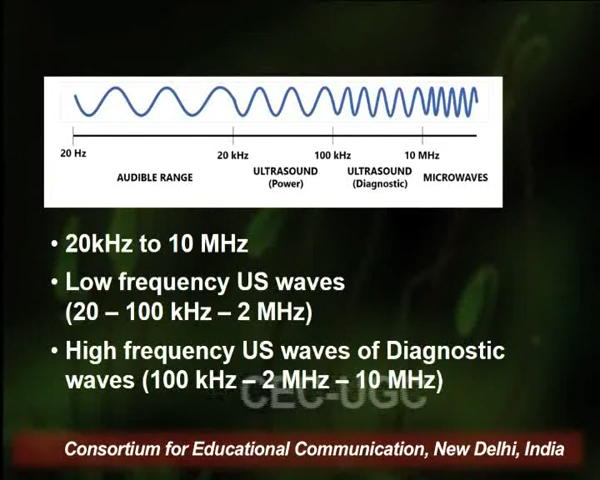 20 Hz
20 kHz
100 kHz
10 MHz
AUDIBLE RANGE
ULTRASOUND
(Power)
ULTRASOUND
(Diagnostic)
MICROWAVES
• 20kHz to 10 MHz
• Low frequency US waves
(20 – 100 kHz – 2 MHz)
• High frequency US waves of Diagnostic
waves (100 kHz – 2 MHz – 10 MHz)
CEC-UGC
Consortium for Educational Communication, New Delhi, India